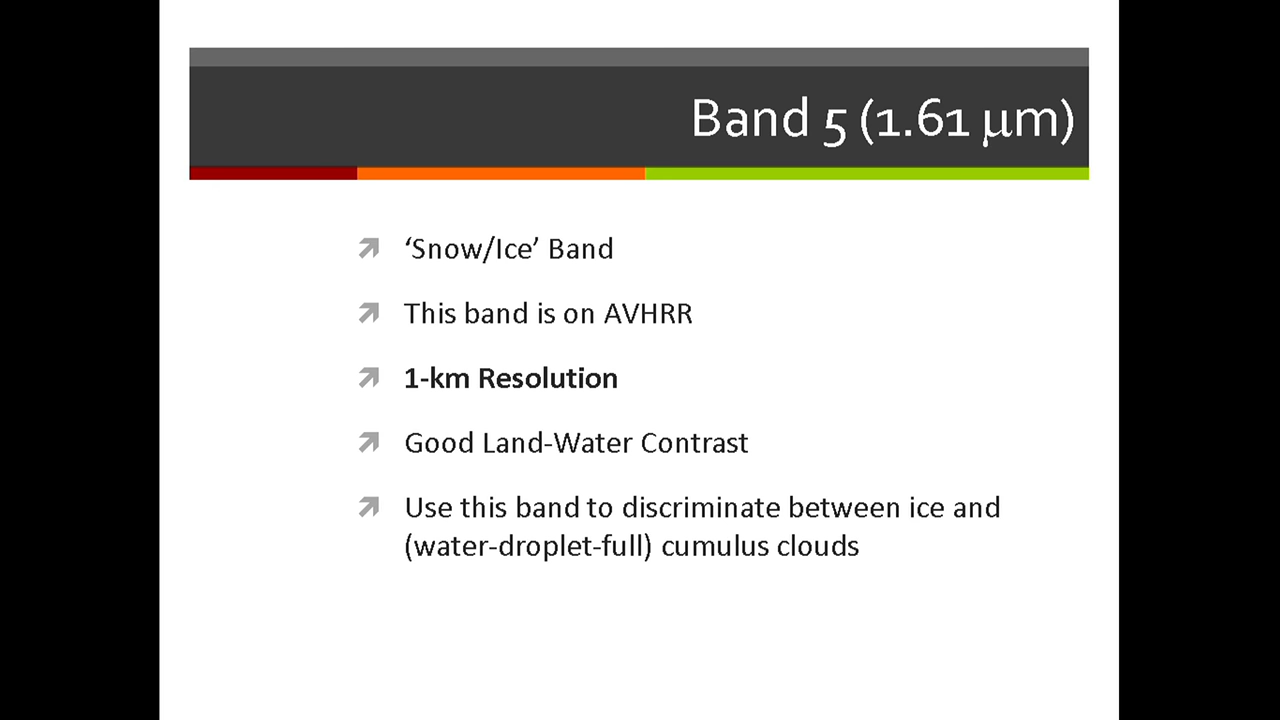 Band 5 (1.61 µm)
‘Snow/Ice’ Band
This band is on AVHRR
1-km Resolution
Good Land-Water Contrast
Use this band to discriminate between ice and
(water-droplet-full) cumulus clouds